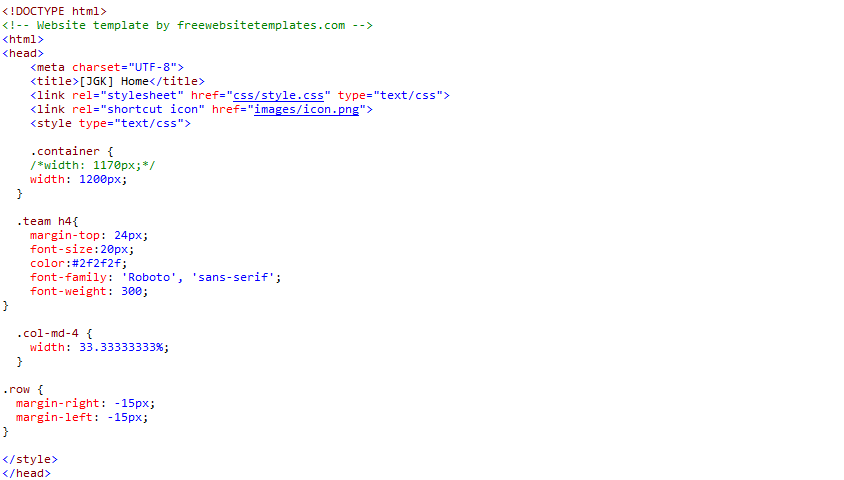 <!DOCTYPE html>
<!-- Website template by freewebsitetemplates.com -->
<html>
<head>
    <meta charset="UTF-8">
    <title>[JGK] Home</title>
    <link rel="stylesheet" href="css/style.css" type="text/css">
    <link rel="shortcut icon" href="images/icon.png">
    <style type="text/css">

    .container {
    /*width: 1170px;*/
    width: 1200px;
  }

  .team h4{
    margin-top: 24px;
    font-size:20px;
    color:#2f2f2f;
    font-family: 'Roboto', 'sans-serif';
    font-weight: 300;
}

  .col-md-4 {
    width: 33.33333333%;
  }

.row {
  margin-right: -15px;
  margin-left: -15px;
}

</style>
</head>